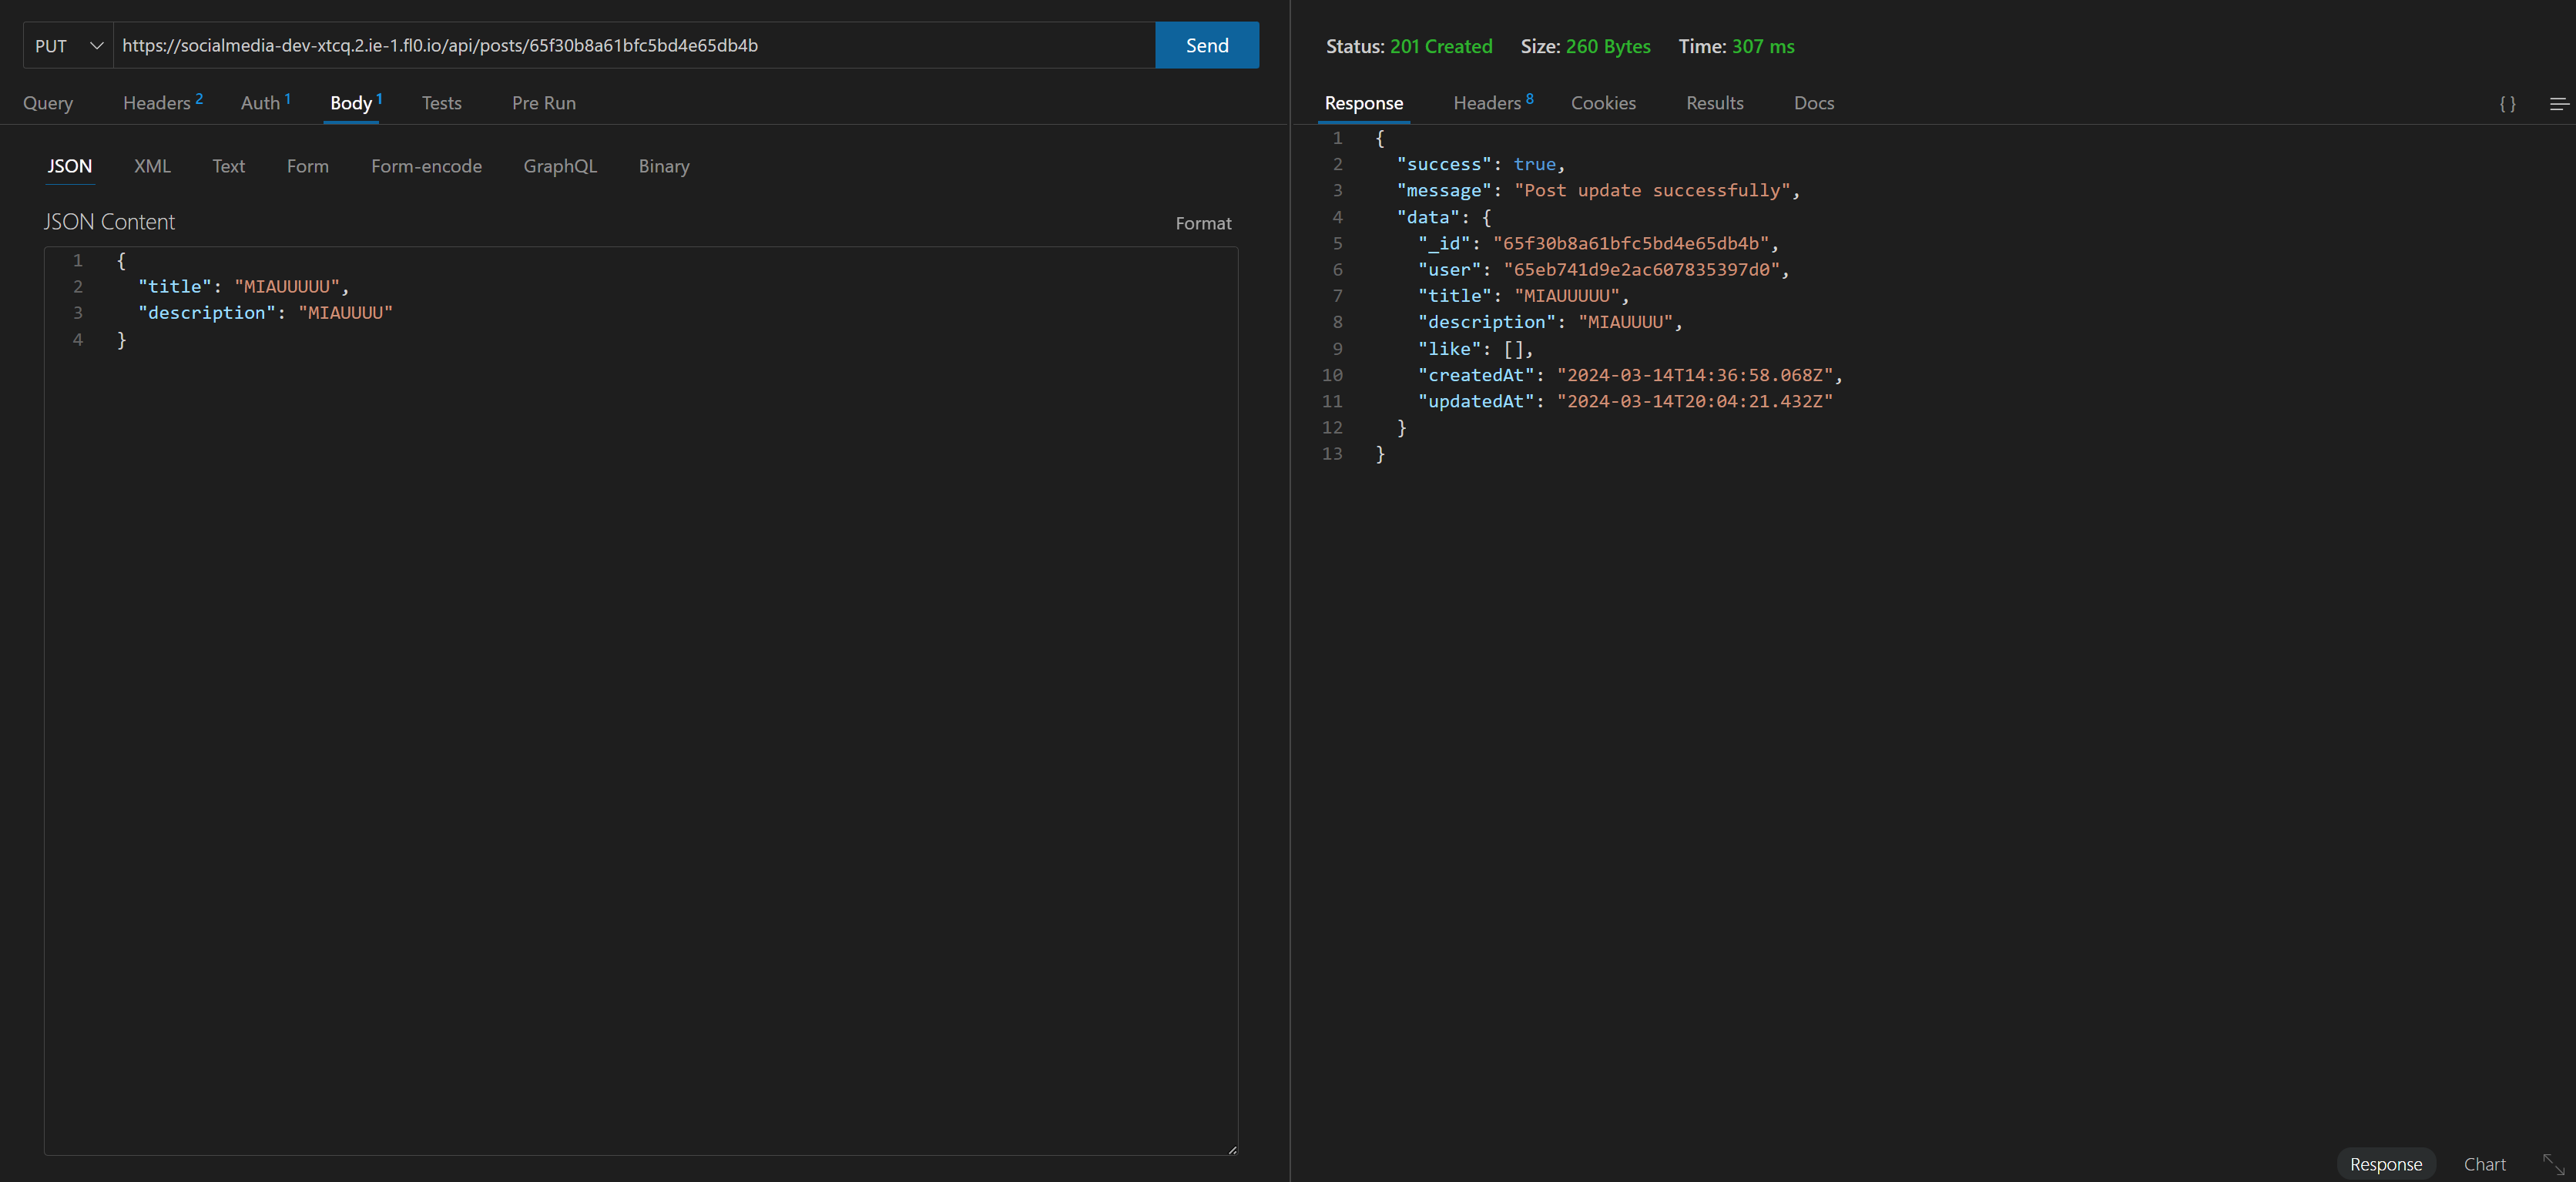 PUT https://socialmedia-dev-xtcq.2.ie-1.fl0.io/api/posts/65f30b8a61bfc5bd4e65db4b Send
Query Headers 2 Auth 1 Body 1 Tests Pre Run
JSON XML Text Form Form-encode GraphQL Binary
JSON Content Format
1 {
2 "title": "MIAUUUUU",
3 "description": "MIAUUUU"
4 }
Status: 201 Created Size: 260 Bytes Time: 307 ms
Response Headers 8 Cookies Results Docs { }
1 {
2 "success": true,
3 "message": "Post update successfully",
4 "data": {
5 "_id": "65f30b8a61bfc5bd4e65db4b",
6 "user": "65eb741d9e2ac607835397d0",
7 "title": "MIAUUUUU",
8 "description": "MIAUUUU",
9 "like": [],
10 "createdAt": "2024-03-14T14:36:58.068Z",
11 "updatedAt": "2024-03-14T20:04:21.432Z"
12 }
13 }
Response Chart